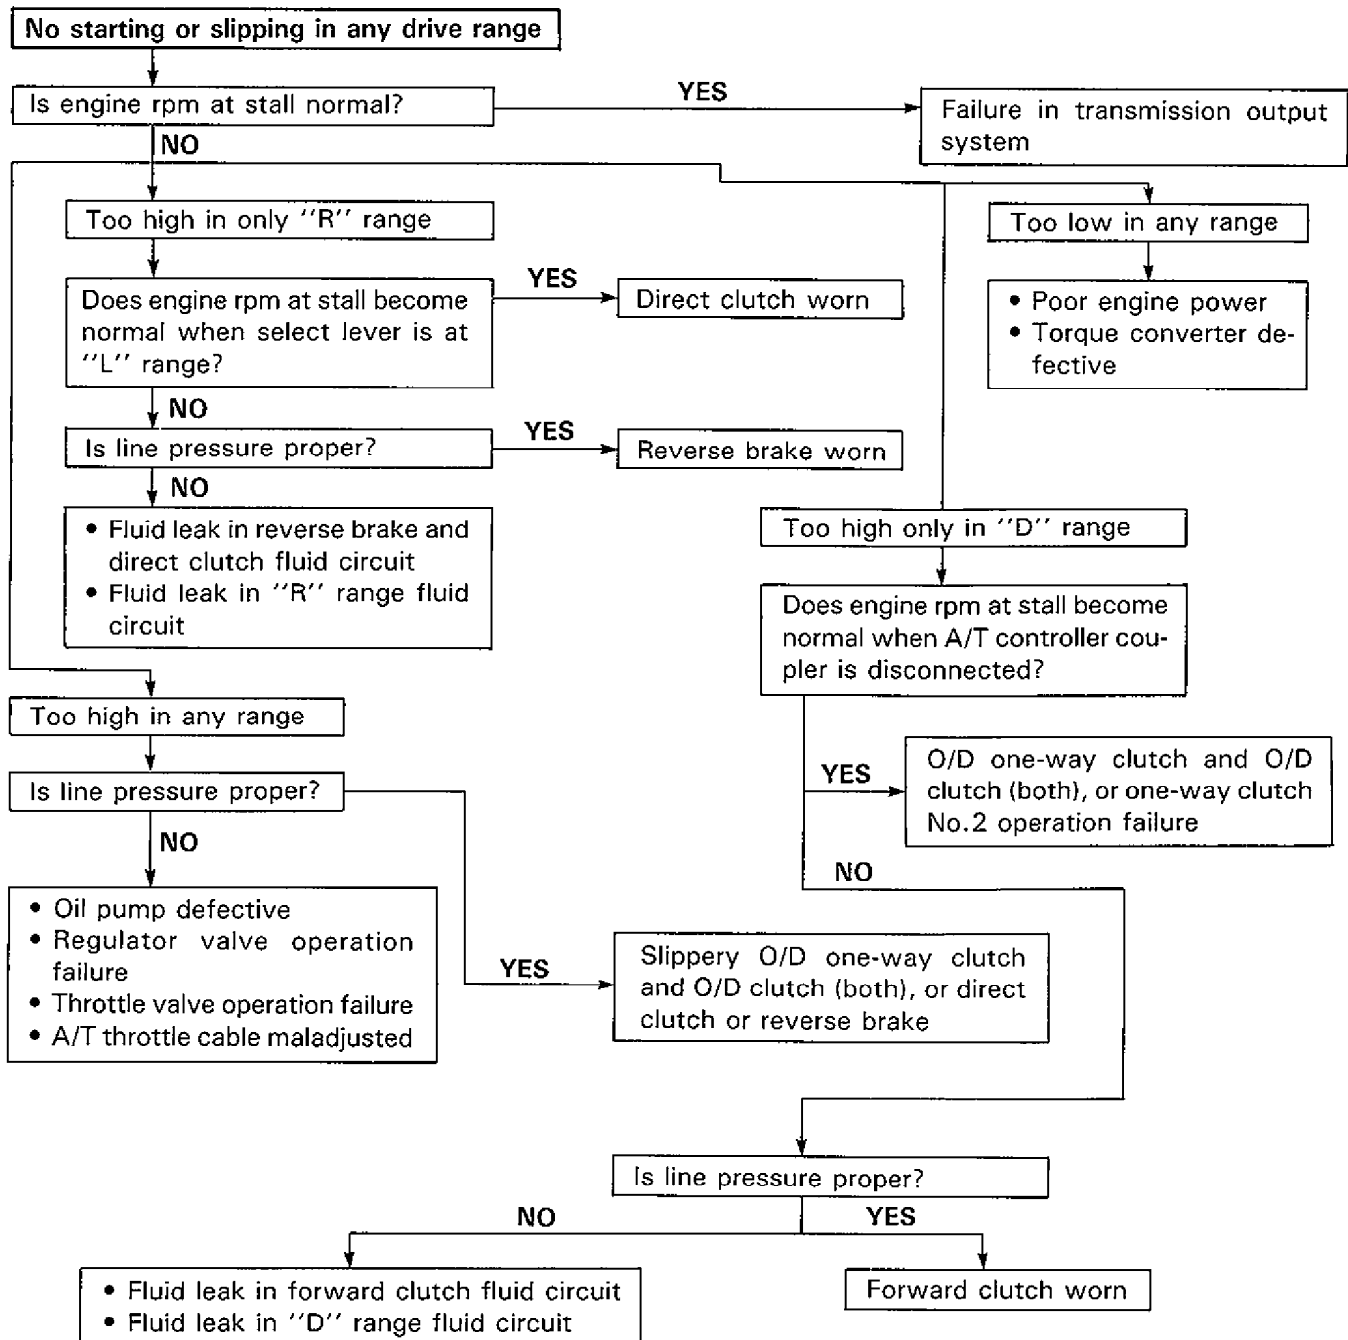 No starting or slipping in any drive range
Is engine rpm at stall normal?
YES
Failure in transmission output
system
NO
Too high in only "R" range
Too low in any range
Does engine rpm at stall become
normal when select lever is at
"L" range?
YES
Direct clutch worn
• Poor engine power
• Torque converter de-
fective
NO
Is line pressure proper?
YES
Reverse brake worn
NO
• Fluid leak in reverse brake and
direct clutch fluid circuit
• Fluid leak in "R" range fluid
circuit
Too high only in "D" range
Does engine rpm at stall become
normal when A/T controller cou-
pler is disconnected?
Too high in any range
Is line pressure proper?
YES
O/D one-way clutch and O/D
clutch (both), or one-way clutch
No.2 operation failure
NO
NO
• Oil pump defective
• Regulator valve operation
failure
• Throttle valve operation failure
• A/T throttle cable maladjusted
YES
Slippery O/D one-way clutch
and O/D clutch (both), or direct
clutch or reverse brake
Is line pressure proper?
NO
YES
• Fluid leak in forward clutch fluid circuit
• Fluid leak in "D" range fluid circuit
Forward clutch worn